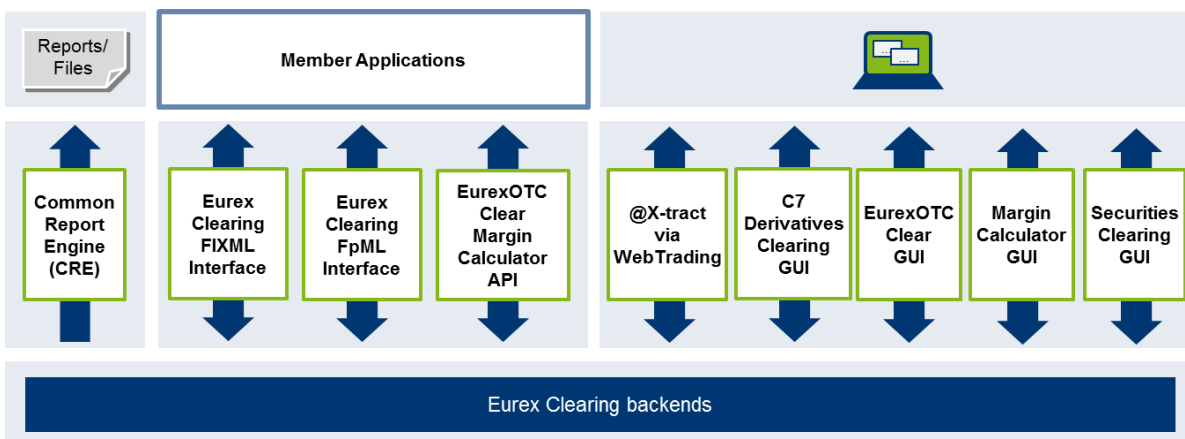 Reports/
Files
Member Applications
...
...
Common
Report
Engine
(CRE)
Eurex
Clearing
FIXML
Interface
Eurex
Clearing
FpML
Interface
EurexOTC
Clear
Margin
Calculator
API
@X-tract
via
WebTrading
C7
Derivatives
Clearing
GUI
EurexOTC
Clear
GUI
Margin
Calculator
GUI
Securities
Clearing
GUI
Eurex Clearing backends